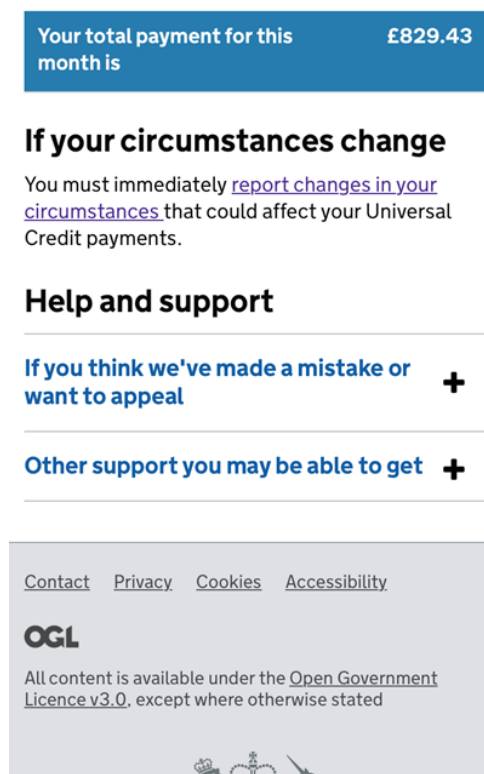 Your total payment for this £829.43
month is
If your circumstances change
You must immediately report changes in your
circumstances that could affect your Universal
Credit payments.
Help and support
If you think we've made a mistake or
want to appeal
Other support you may be able to get
Contact Privacy Cookies Accessibility
OGL
All content is available under the Open Government
Licence v3.0, except where otherwise stated